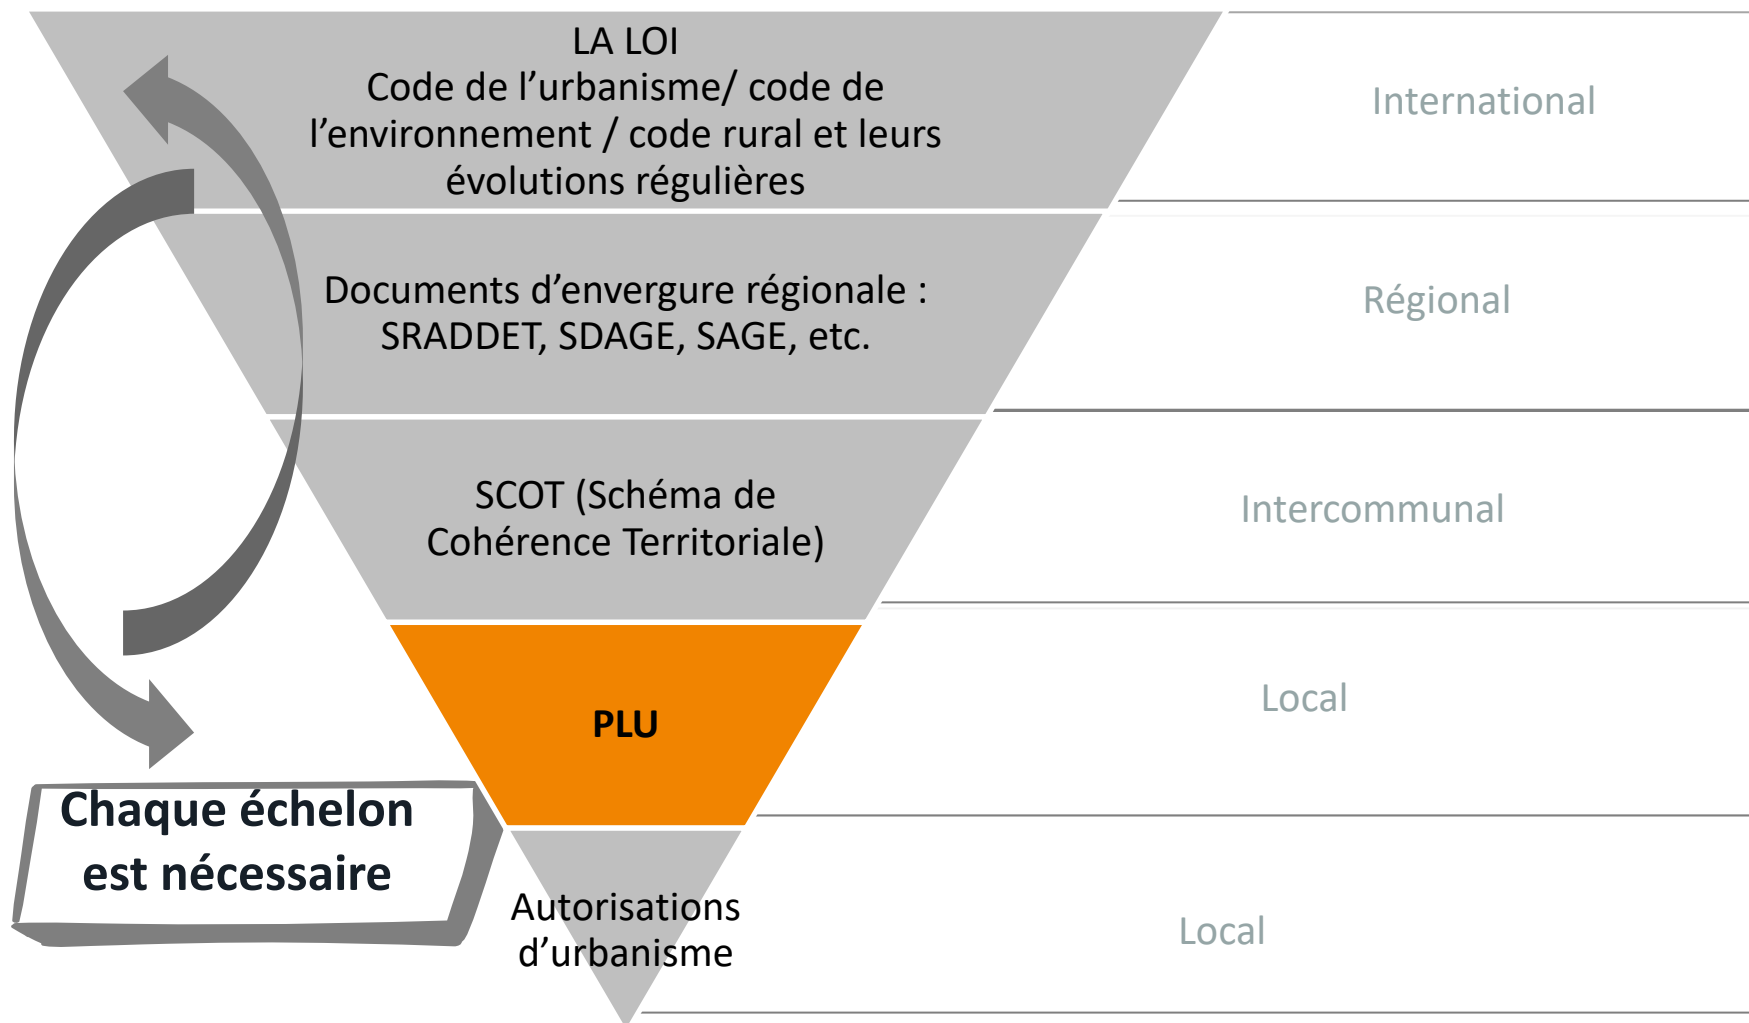 LA LOI
Code de l’urbanisme/ code de
l’environnement / code rural et leurs
évolutions régulières
International
Documents d’envergure régionale :
SRADDET, SDAGE, SAGE, etc.
Régional
SCOT (Schéma de
Cohérence Territoriale)
Intercommunal
PLU
Local
Chaque échelon
est nécessaire
Autorisations
d’urbanisme
Local